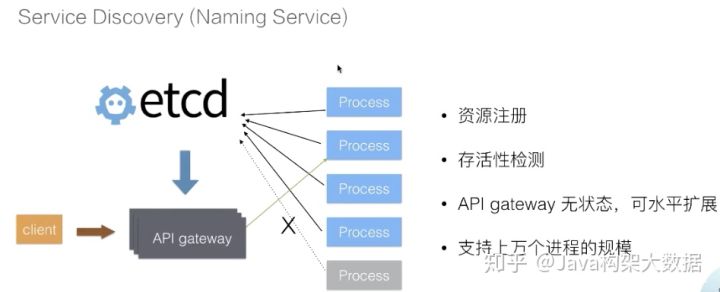 Service Discovery (Naming Service)
etcd
Process
Process
• 资源注册
• 存活性检测
Process
• API gateway 无状态，可水平扩展
client
API gateway
X
Process
• 支持上万个进程的规模
Process
知乎 @Java构架大数据